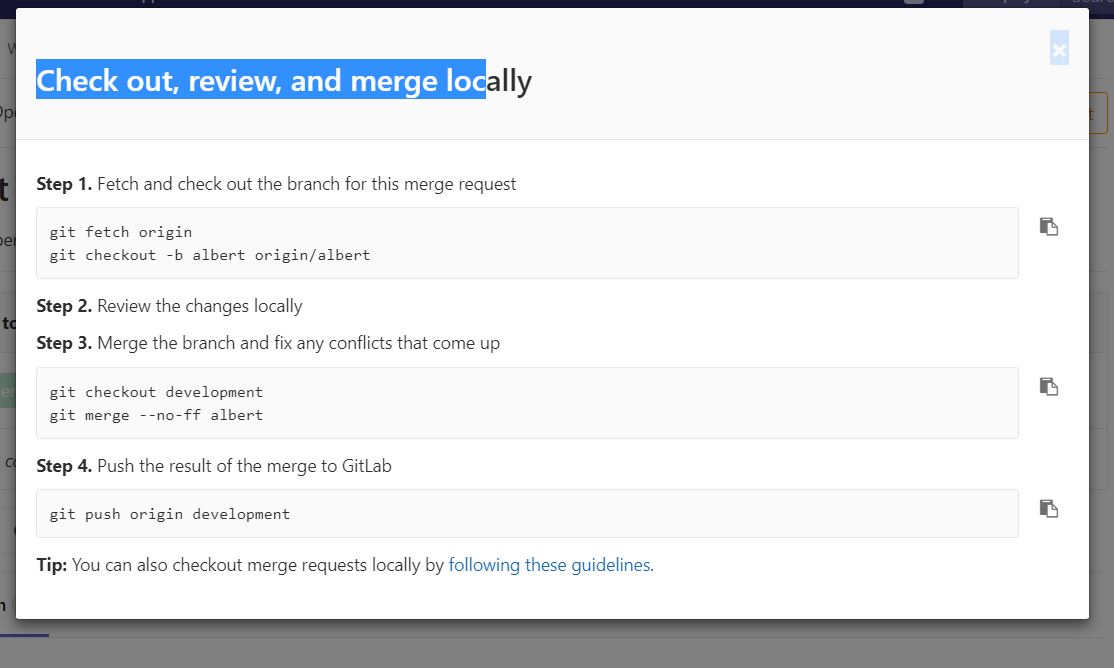 Check out, review, and merge locally
×
Step 1. Fetch and check out the branch for this merge request
git fetch origin
git checkout -b albert origin/albert
Step 2. Review the changes locally
Step 3. Merge the branch and fix any conflicts that come up
git checkout development
git merge --no-ff albert
Step 4. Push the result of the merge to GitLab
git push origin development
Tip: You can also checkout merge requests locally by following these guidelines.